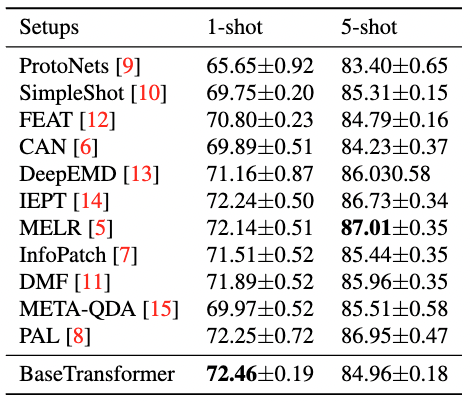 Setups 1-shot 5-shot
ProtoNets [9] 65.65±0.92 83.40±0.65
SimpleShot [10] 69.75±0.20 85.31±0.15
FEAT [12] 70.80±0.23 84.79±0.16
CAN [6] 69.89±0.51 84.23±0.37
DeepEMD [13] 71.16±0.87 86.030.58
IEPT [14] 72.24±0.50 86.73±0.34
MELR [5] 72.14±0.51 87.01±0.35
InfoPatch [7] 71.51±0.52 85.44±0.35
DMF [11] 71.89±0.52 85.96±0.35
META-QDA [15] 69.97±0.52 85.51±0.58
PAL [8] 72.25±0.72 86.95±0.47
BaseTransformer 72.46±0.19 84.96±0.18